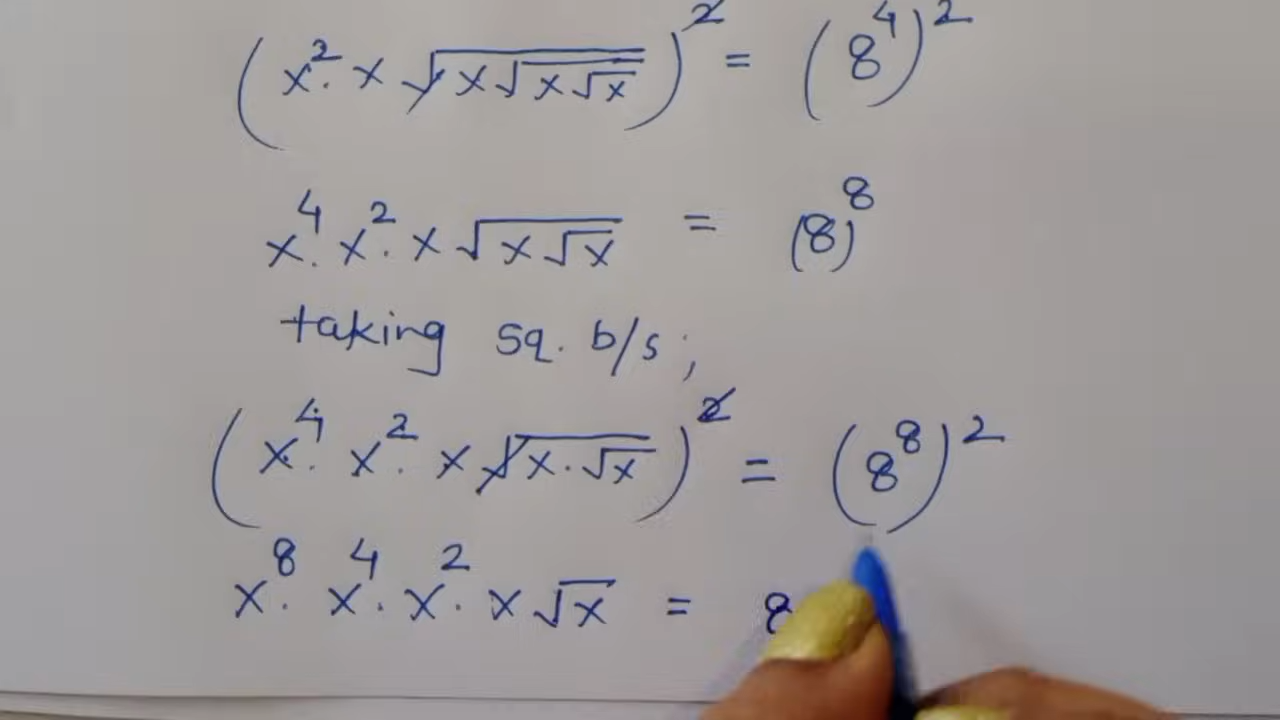 (x². x √(x√(x√x)))² = (8⁴)²
x⁴. x². x √(x√x) = (8)⁸
taking sq. b/s;
(x⁴. x². x √(x.√x))² = (8⁸)²
x⁸. x⁴. x². x √x = 8